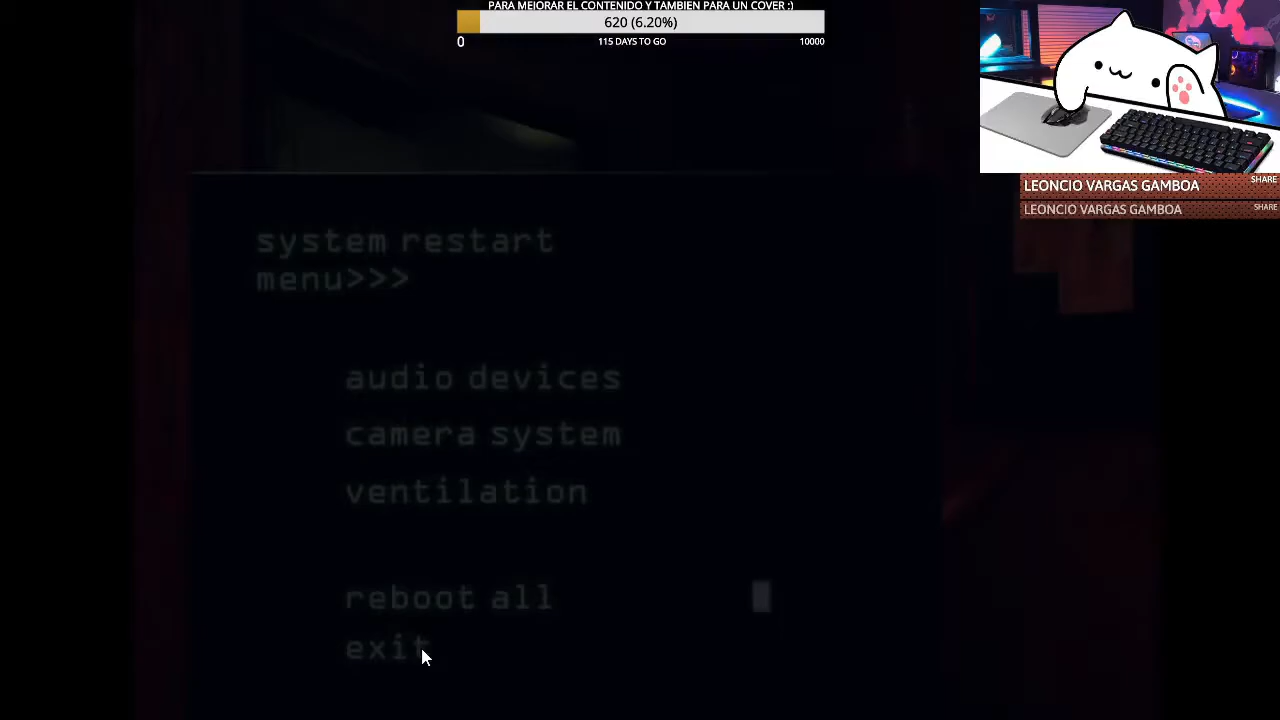 PARA MEJORAR EL CONTENIDO Y TAMBIEN PARA UN COVER :)
620 (6.20%)
0
115 DAYS TO GO
10000
SHARE
LEONCIO VARGAS GAMBOA
SHARE
LEONCIO VARGAS GAMBOA
system restart
menu>>>
audio devices
camera system
ventilation
reboot all
exit